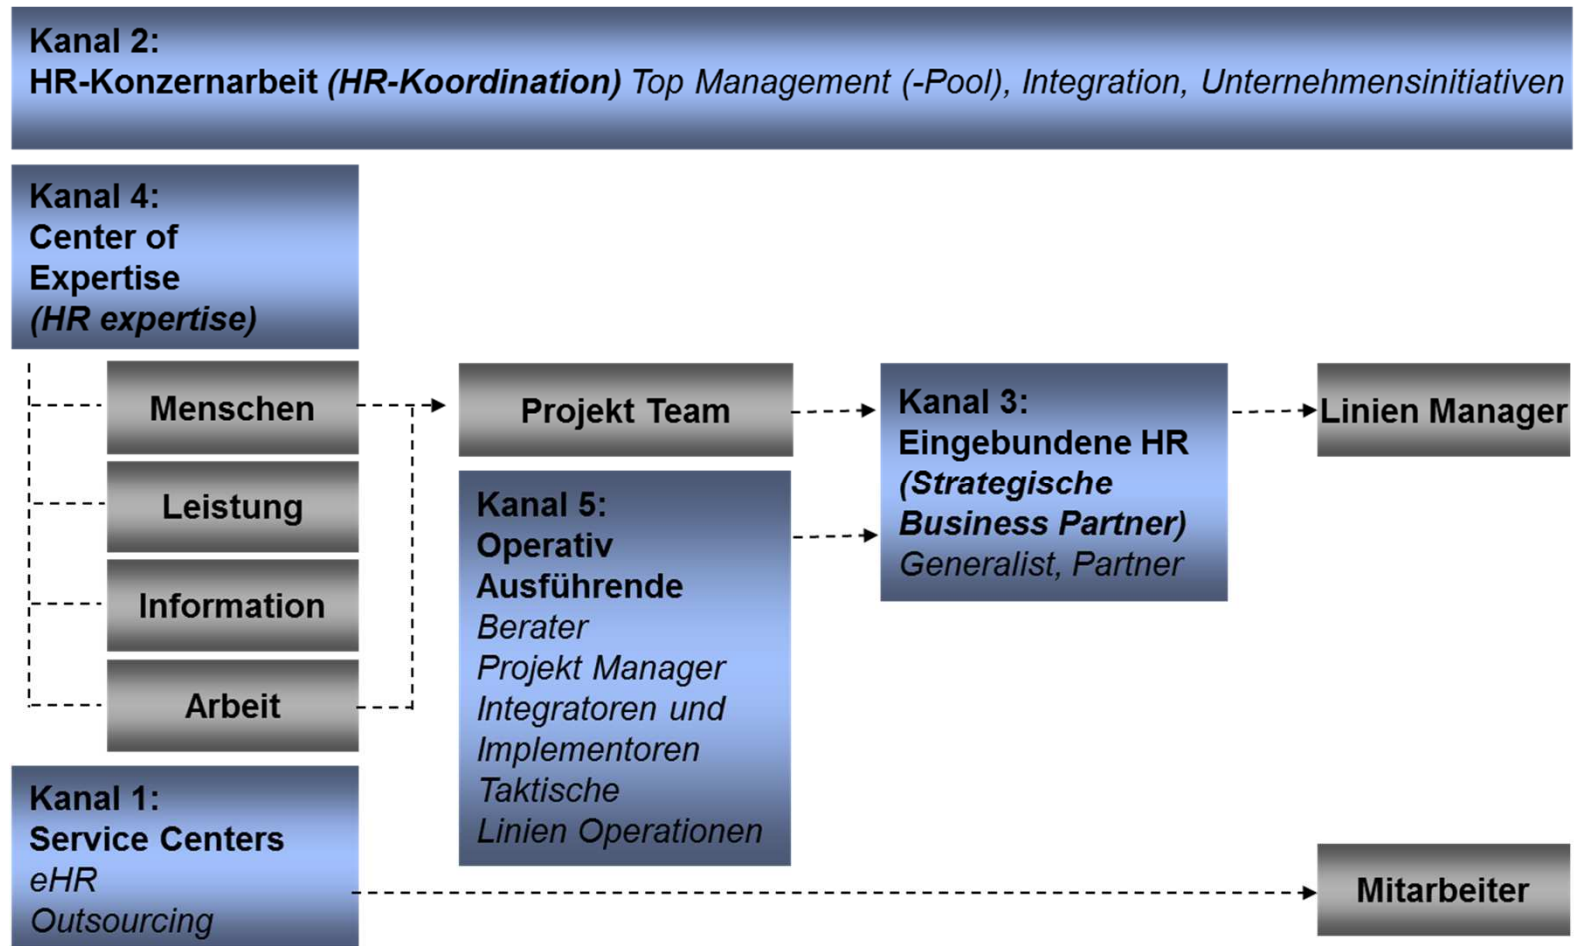 Kanal 2:
HR-Konzernarbeit (HR-Koordination) Top Management (-Pool), Integration, Unternehmensinitiativen
Kanal 4:
Center of
Expertise
(HR expertise)
Menschen
Leistung
Information
Arbeit
Projekt Team
Kanal 5:
Operativ
Ausführende
Berater
Projekt Manager
Integratoren und
Implementoren
Taktische
Linien Operationen
Kanal 3:
Eingebundene HR
(Strategische
Business Partner)
Generalist, Partner
Linien Manager
Kanal 1:
Service Centers
eHR
Outsourcing
Mitarbeiter